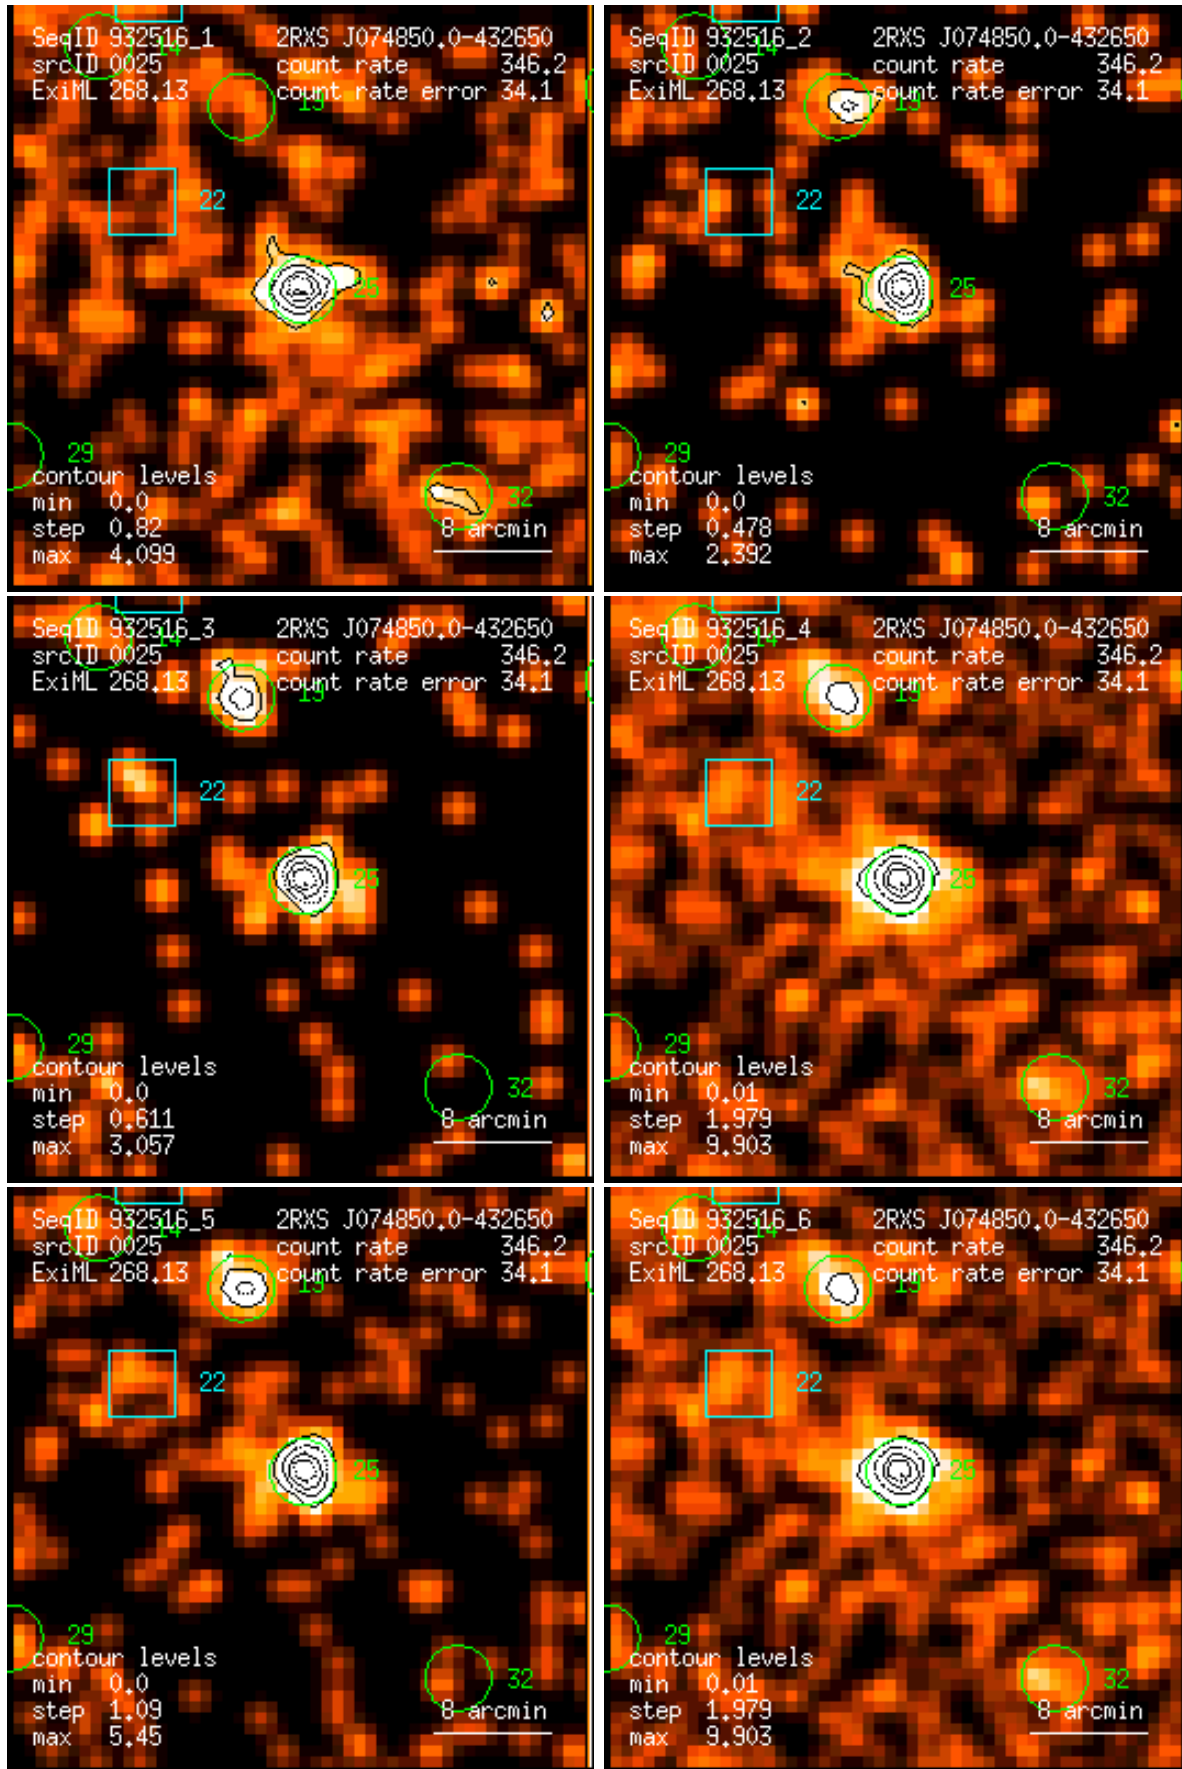 SeqID 932516_1 2RXS J074850.0-432650
srcID 0025 14 count rate 346.2
ExiML 268.13 count rate error 34.1
19
22
25
29
contour levels
min 0.0
32
step 0.82 8 arcmin
max 4.099
SeqID 932516_2 2RXS J074850.0-432650
srcID 0025 14 count rate 346.2
ExiML 268.13 count rate error 34.1
19
22
25
29
contour levels
min 0.0
32
step 0.478 8 arcmin
max 2.392
SeqID 932516_3 2RXS J074850.0-432650
srcID 0025 14 count rate 346.2
ExiML 268.13 count rate error 34.1
19
22
25
29
contour levels
min 0.0
32
step 0.611 8 arcmin
max 3.057
SeqID 932516_4 2RXS J074850.0-432650
srcID 0025 14 count rate 346.2
ExiML 268.13 count rate error 34.1
19
22
25
29
contour levels
min 0.01
32
step 1.979 8 arcmin
max 9.903
SeqID 932516_5 2RXS J074850.0-432650
srcID 0025 14 count rate 346.2
ExiML 268.13 count rate error 34.1
19
22
25
29
contour levels
min 0.0
32
step 1.09 8 arcmin
max 5.45
SeqID 932516_6 2RXS J074850.0-432650
srcID 0025 14 count rate 346.2
ExiML 268.13 count rate error 34.1
19
22
25
29
contour levels
min 0.01
32
step 1.979 8 arcmin
max 9.903